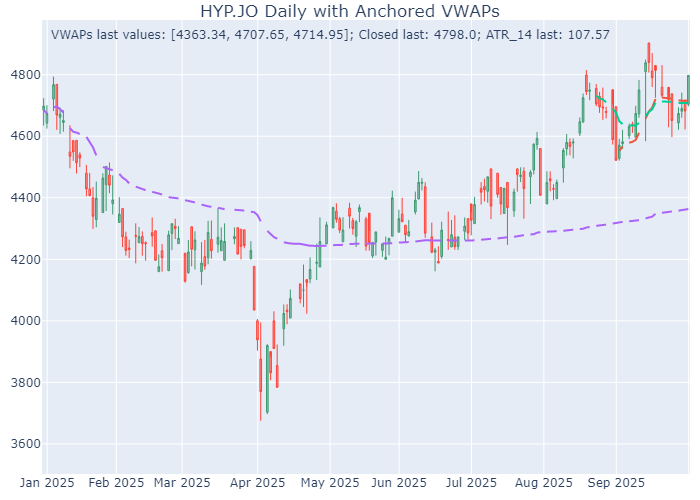 HYP.JO Daily with Anchored VWAPs
VWAPs last values: [4363.34, 4707.65, 4714.95]; Closed last: 4798.0; ATR_14 last: 107.57
4800
4600
4400
4200
4000
3800
3600
Jan 2025 Feb 2025 Mar 2025 Apr 2025 May 2025 Jun 2025 Jul 2025 Aug 2025 Sep 2025